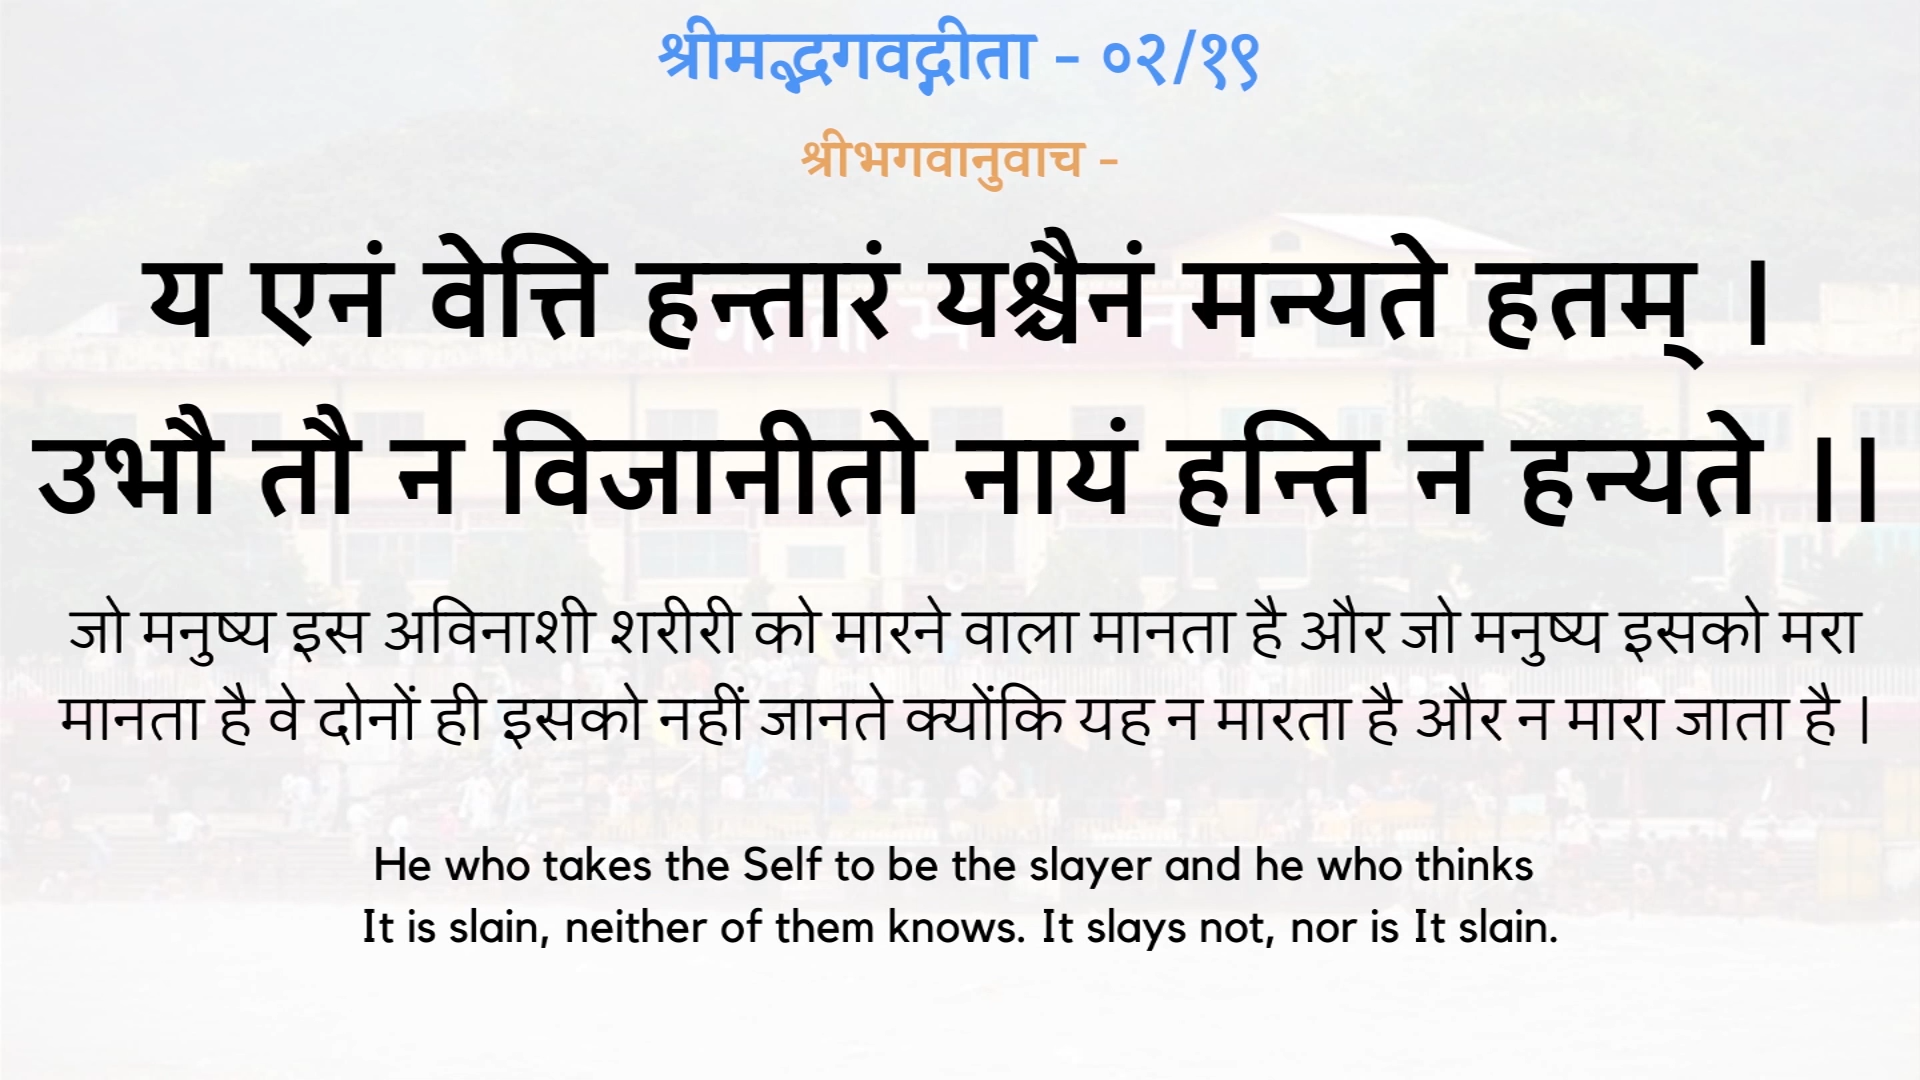 श्रीमद्भगवद्गीता - ०२/१९
श्रीभगवानुवाच -
य एनं वेत्ति हन्तारं यश्चैनं मन्यते हतम् ।
उभौ तौ न विजानीतो नायं हन्ति न हन्यते ।।
जो मनुष्य इस अविनाशी शरीरी को मारने वाला मानता है और जो मनुष्य इसको मरा
मानता है वे दोनों ही इसको नहीं जानते क्योंकि यह न मारता है और न मारा जाता है ।
He who takes the Self to be the slayer and he who thinks
It is slain, neither of them knows. It slays not, nor is It slain.